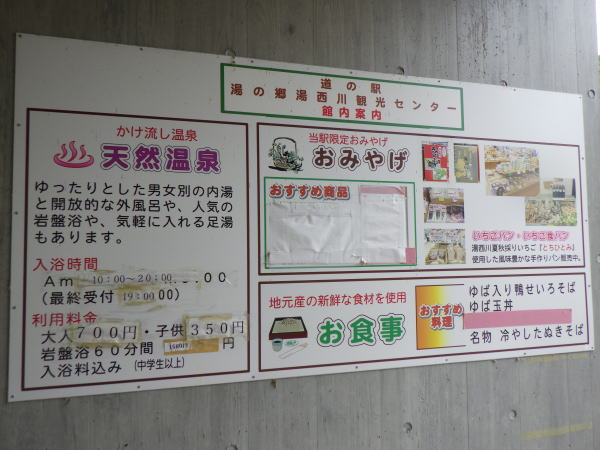 道の駅
湯の郷湯西川観光センター
館内案内
かけ流し温泉
天然温泉
ゆったりとした男女別の内湯
と開放的な外風呂や、人気の
岩盤浴や、気軽に入れる足湯
もあります。
入浴時間
Am 10:00～20:00
(最終受付 19:00
利用料金
大人700円・子供350円
岩盤浴60分間 円
入浴料込み (中学生以上)
当駅限定おみやげ
おみやげ
おすすめ商品
いちごパン・いちご食パン
湯西川夏秋採りいちご『とちひとみ』
使用した風味豊かな手作りパン販売中。
地元産の新鮮な食材を使用
お食事
おすすめ
料理
ゆば入り鴨せいろそば
ゆば玉丼
名物 冷やしたぬきそば